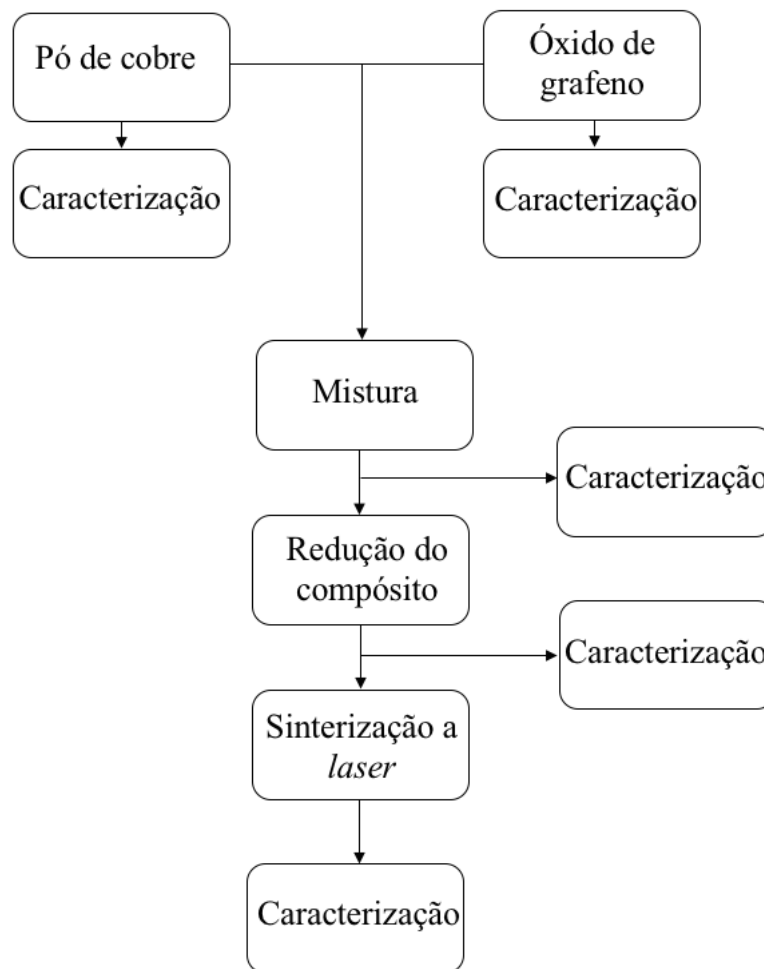 Pó de cobre
Óxido de
grafeno
Caracterização
Caracterização
Mistura
Caracterização
Redução do
compósito
Caracterização
Sinterização a
laser
Caracterização